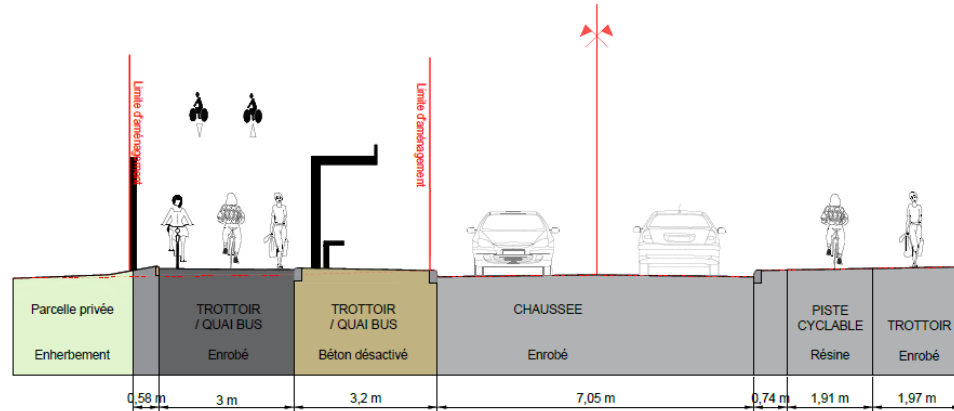 Limite d'aménagement
Limite d'aménagement
Parcelle privée
Enherbement
TROTTOIR
/ QUAI BUS
Enrobé
TROTTOIR
/ QUAI BUS
Béton désactivé
CHAUSSEE
Enrobé
PISTE
CYCLABLE
Résine
TROTTOIR
Enrobé
0,58 m
3 m
3,2 m
7,05 m
0,74 m
1,91 m
1,97 m